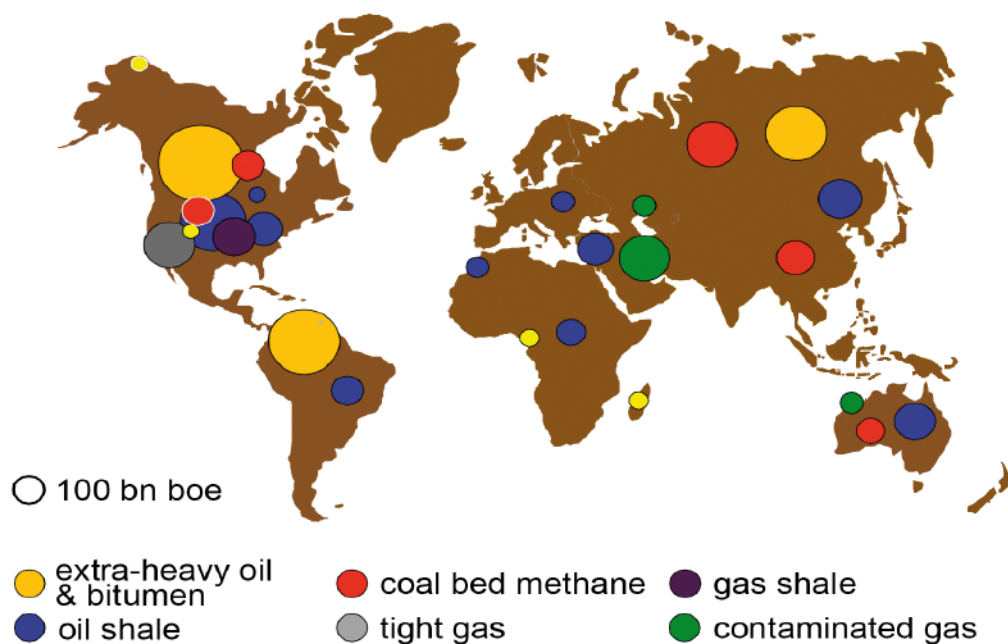 100 bn boe
extra-heavy oil
& bitumen
coal bed methane
gas shale
oil shale
tight gas
contaminated gas